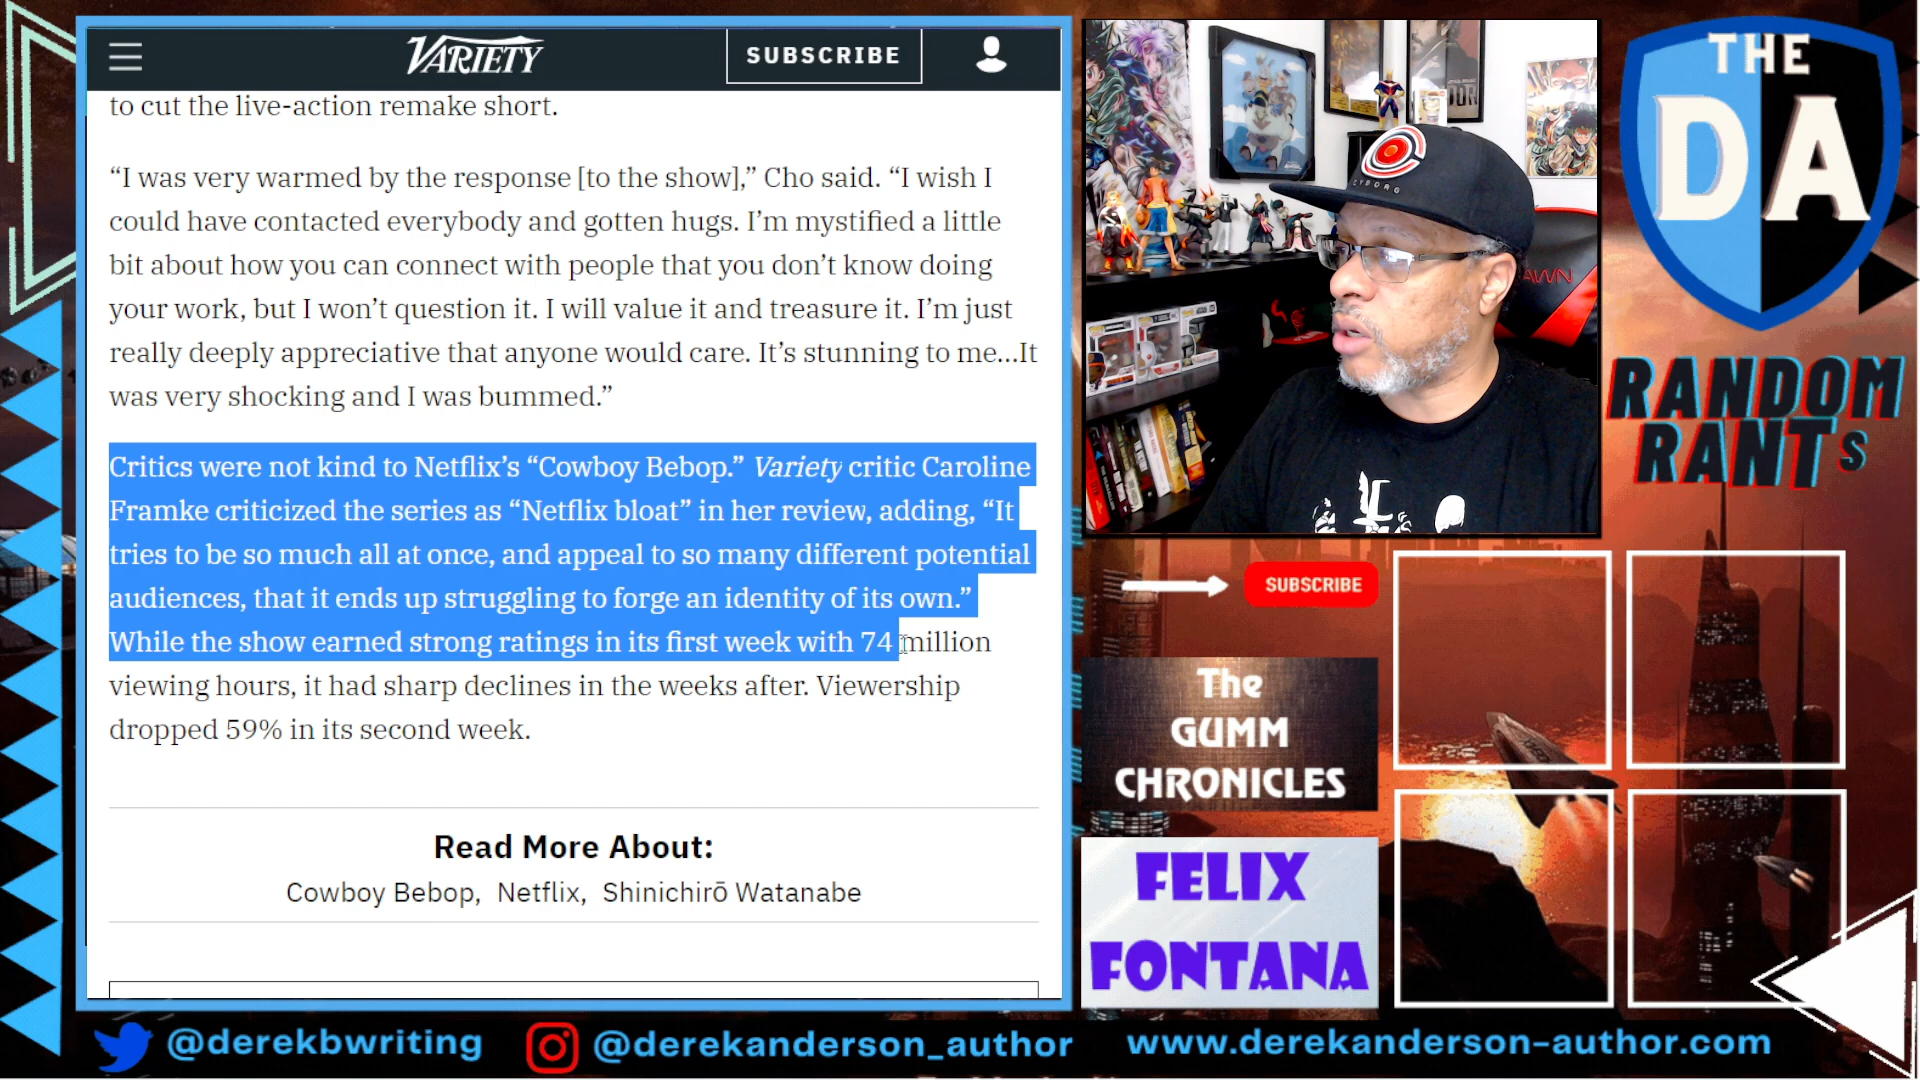 VARIETY
SUBSCRIBE
to cut the live-action remake short.
“I was very warmed by the response [to the show],” Cho said. “I wish I
could have contacted everybody and gotten hugs. I’m mystified a little
bit about how you can connect with people that you don’t know doing
your work, but I won’t question it. I will value it and treasure it. I’m just
really deeply appreciative that anyone would care. It’s stunning to me…It
was very shocking and I was bummed.”
Critics were not kind to Netflix’s “Cowboy Bebop.” Variety critic Caroline
Framke criticized the series as “Netflix bloat” in her review, adding, “It
tries to be so much all at once, and appeal to so many different potential
audiences, that it ends up struggling to forge an identity of its own.”
While the show earned strong ratings in its first week with 74 million
viewing hours, it had sharp declines in the weeks after. Viewership
dropped 59% in its second week.
Read More About:
Cowboy Bebop, Netflix, Shinichirō Watanabe
CYBORG
THE
DA
RANDOM
RANTS
SUBSCRIBE
The
GUMM
CHRONICLES
FELIX
FONTANA
@derekbwriting
@derekanderson_author
www.derekanderson-author.com